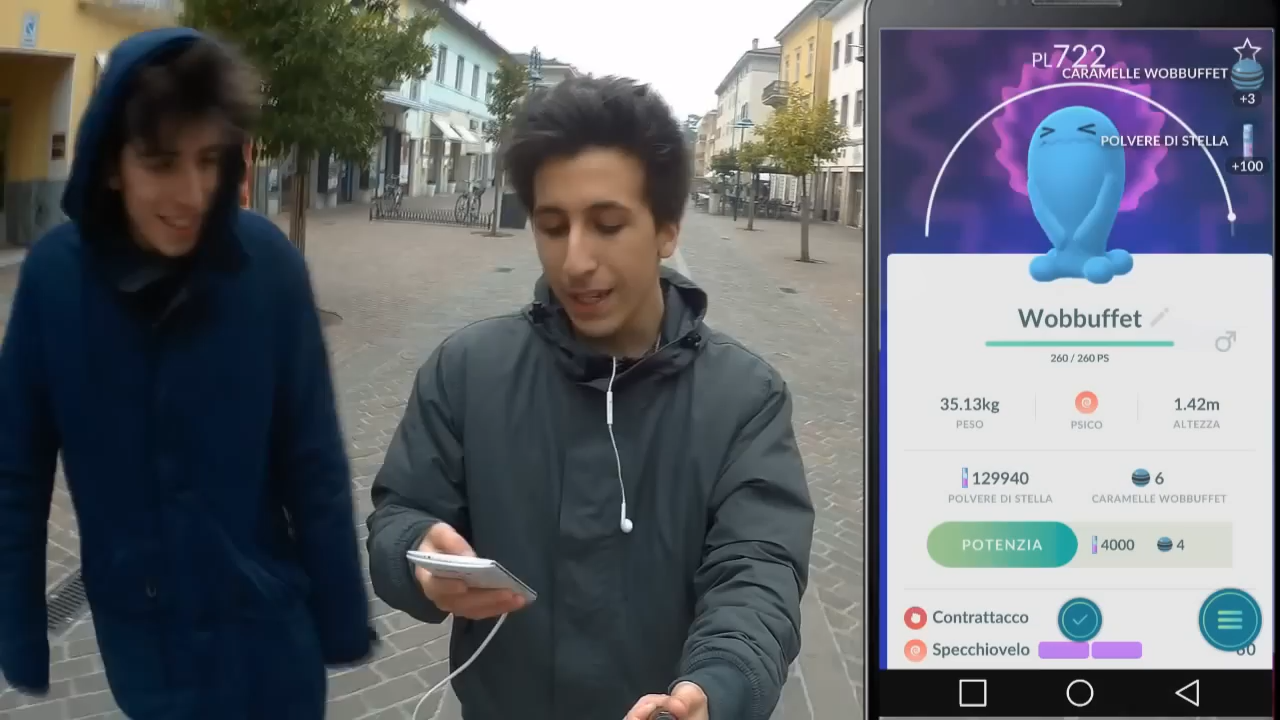 PL722
CARAMELLE WOBBUFFET
+3
POLVERE DI STELLA
+100
Wobbuffet
260 / 260 PS
35.13kg
PESO
PSICO
1.42m
ALTEZZA
129940
POLVERE DI STELLA
6
CARAMELLE WOBBUFFET
POTENZIA
4000
4
Contrattacco
Specchiovelo
60